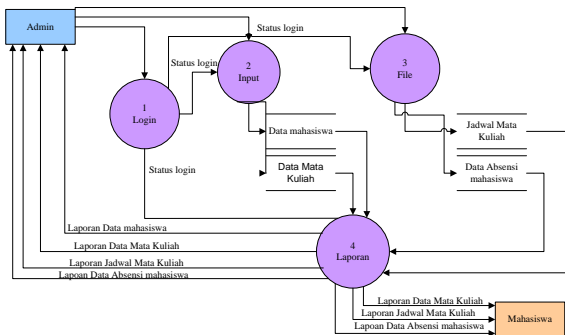 Admin
Status login
3
File
2
Input
Status login
1
Login
Data mahasiswa
Jadwal Mata
Kuliah
Data Mata
Kuliah
Data Absensi
mahasiswa
Status login
Laporan Data mahasiswa
Laporan Data Mata Kuliah
Laporan Jadwal Mata Kuliah
Lapoan Data Absensi mahasiswa
4
Laporan
Laporan Data Mata Kuliah
Laporan Jadwal Mata Kuliah
Lapoan Data Absensi mahasiswa
Mahasiswa